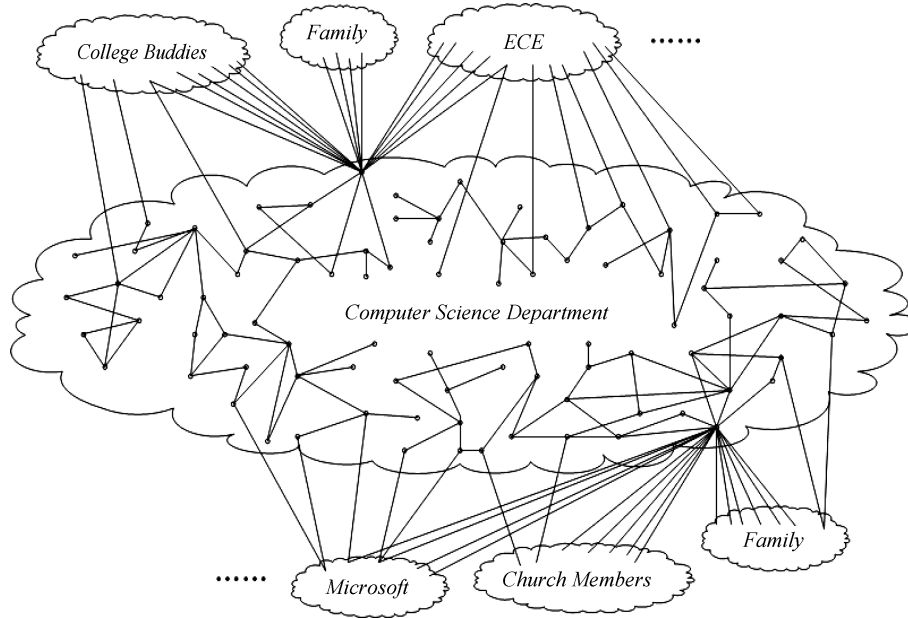 College Buddies
Family
ECE
......
Computer Science Department
Family
......
Microsoft
Church Members